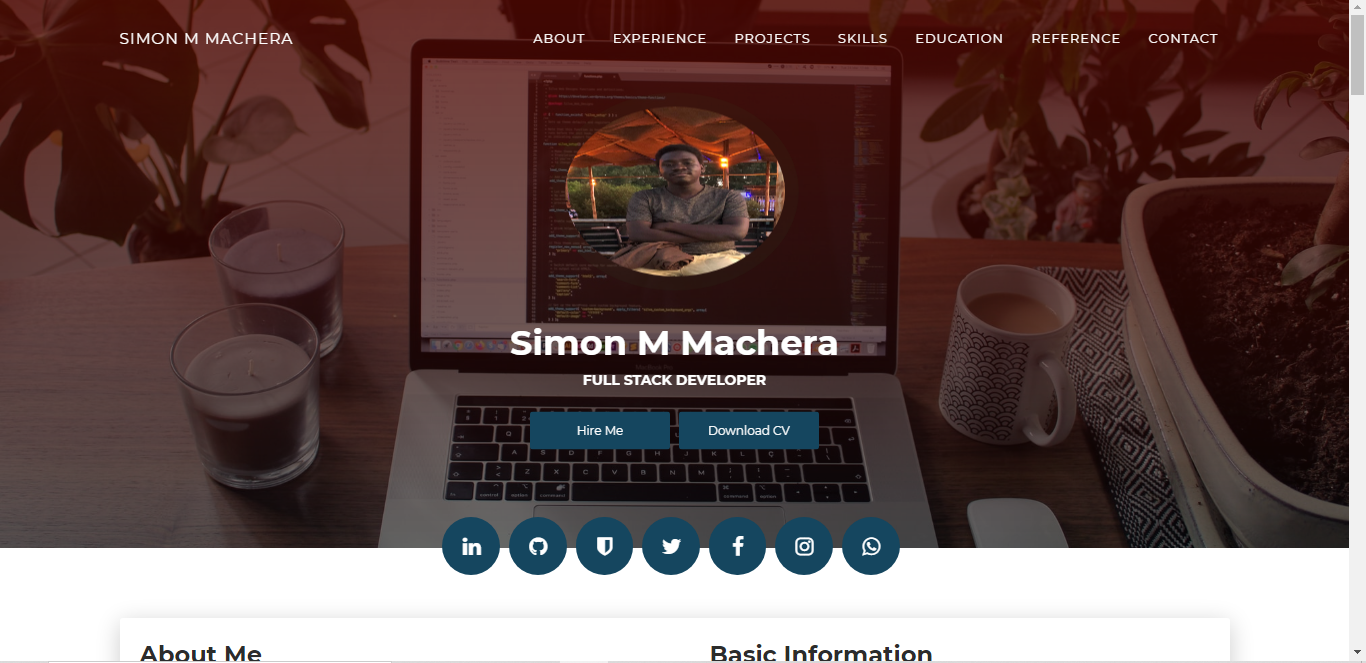 SIMON M MACHERA
ABOUT EXPERIENCE PROJECTS SKILLS EDUCATION REFERENCE CONTACT
Simon M Machera
FULL STACK DEVELOPER
Hire Me Download CV
About Me Basic Information